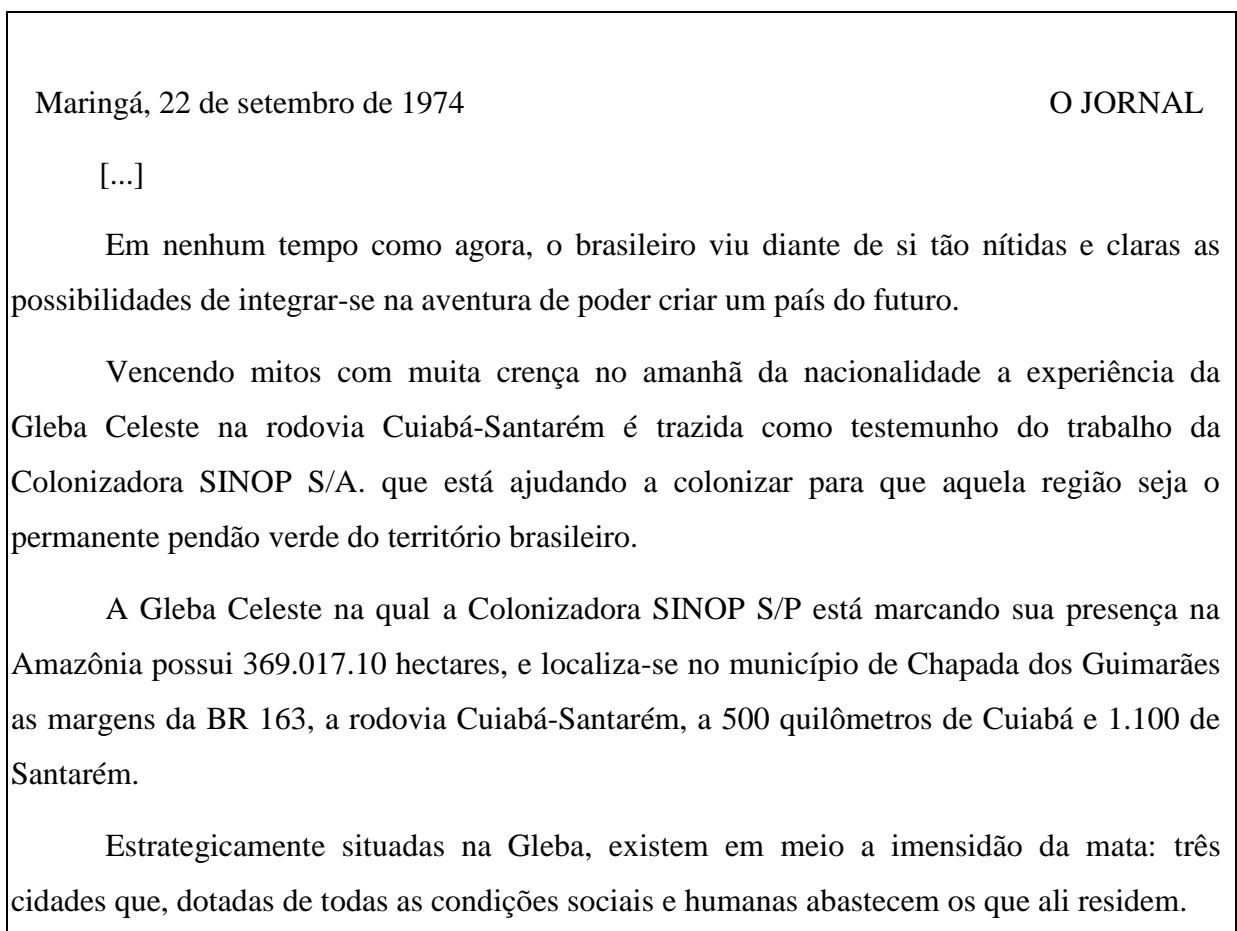 Maringá, 22 de setembro de 1974 O JORNAL
[...]
Em nenhum tempo como agora, o brasileiro viu diante de si tão nítidas e claras as
possibilidades de integrar-se na aventura de poder criar um país do futuro.
Vencendo mitos com muita crença no amanhã da nacionalidade a experiência da
Gleba Celeste na rodovia Cuiabá-Santarém é trazida como testemunho do trabalho da
Colonizadora SINOP S/A. que está ajudando a colonizar para que aquela região seja o
permanente pendão verde do território brasileiro.
A Gleba Celeste na qual a Colonizadora SINOP S/P está marcando sua presença na
Amazônia possui 369.017.10 hectares, e localiza-se no município de Chapada dos Guimarães
as margens da BR 163, a rodovia Cuiabá-Santarém, a 500 quilômetros de Cuiabá e 1.100 de
Santarém.
Estrategicamente situadas na Gleba, existem em meio a imensidão da mata: três
cidades que, dotadas de todas as condições sociais e humanas abastecem os que ali residem.